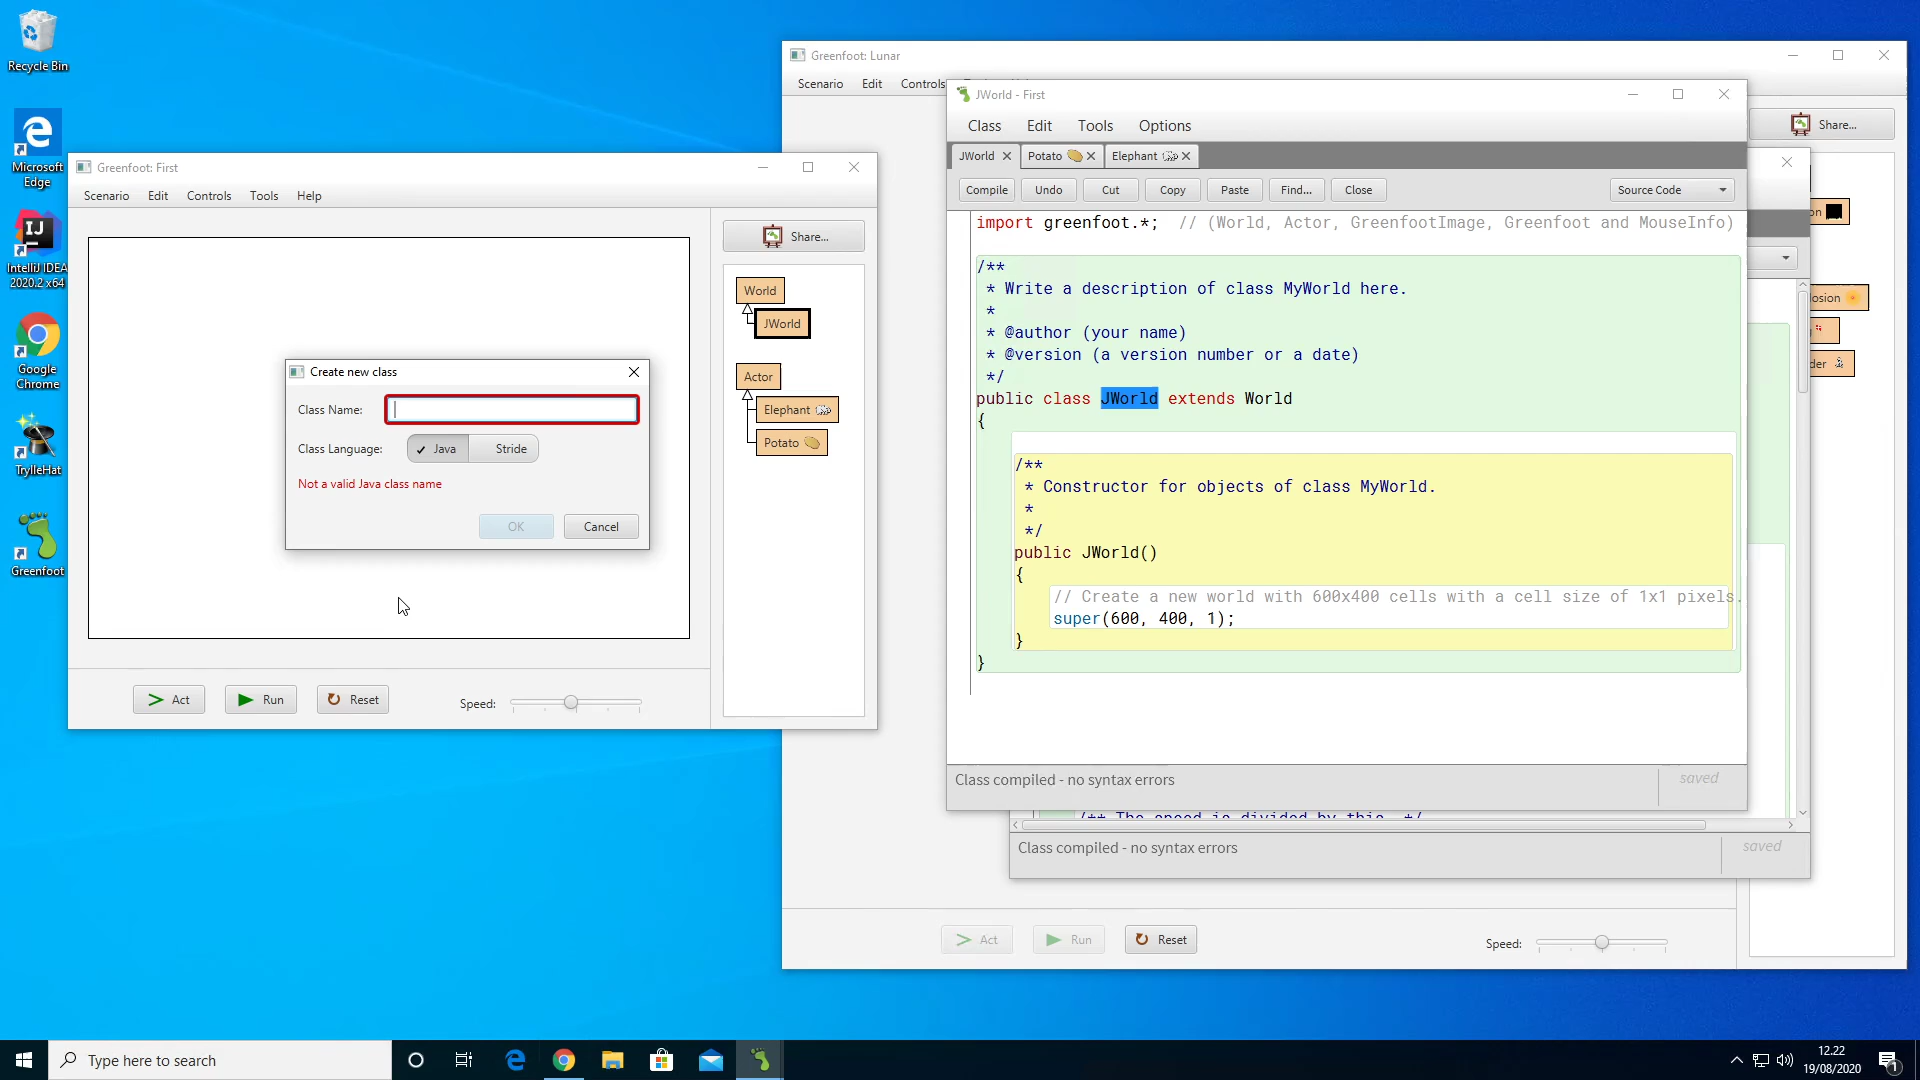 Recycle Bin
Microsoft
Edge
IntelliJ IDEA
2020.2 x64
Google
Chrome
TrylleHat
Greenfoot
Greenfoot: First
Scenario Edit Controls Tools Help
Share...
World
JWorld
Actor
Elephant
Potato
Create new class
Class Name:
Class Language: ✓ Java Stride
Not a valid Java class name
OK Cancel
Act Run Reset Speed:
Greenfoot: Lunar
Scenario Edit Controls
Share...
JWorld - First
Class Edit Tools Options
JWorld Potato Elephant
Compile Undo Cut Copy Paste Find... Close Source Code
import greenfoot.*;  // (World, Actor, GreenfootImage, Greenfoot and MouseInfo)
/**
 * Write a description of class MyWorld here.
 *
 * @author (your name)
 * @version (a version number or a date)
 */
public class JWorld extends World
{
/**
 * Constructor for objects of class MyWorld.
 *
 */
public JWorld()
{
// Create a new world with 600x400 cells with a cell size of 1x1 pixels.
super(600, 400, 1);
}
}
Class compiled - no syntax errors saved
/** The speed is divided by this. */
Class compiled - no syntax errors saved
Act Run Reset Speed:
Type here to search
12.22
19/08/2020
1